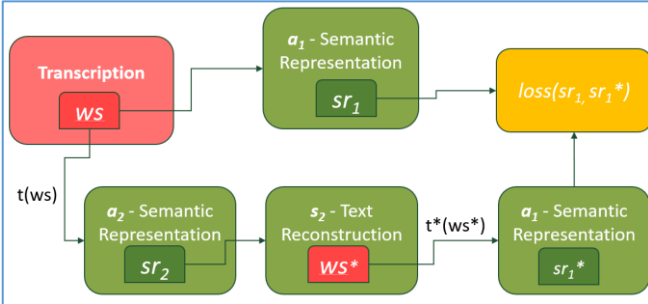 Transcription
ws
a₁ - Semantic
Representation
sr₁
loss(sr₁, sr₁*)
t(ws)
a₂ - Semantic
Representation
sr₂
s₂ - Text
Reconstruction
ws*
t*(ws*)
a₁ - Semantic
Representation
sr₁*